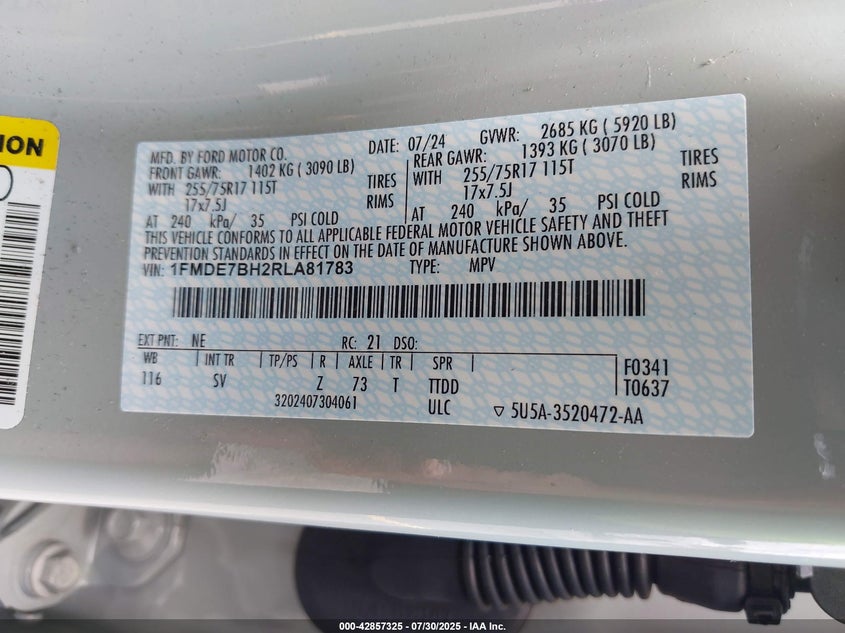 NION
MFD. BY FORD MOTOR CO.
DATE: 07/24 GVWR: 2685 KG ( 5920 LB)
FRONT GAWR: 1402 KG ( 3090 LB)
WITH 255/75R17 115T TIRES
17x7.5J RIMS
AT 240 kPa/ 35 PSI COLD
REAR GAWR: 1393 KG ( 3070 LB)
WITH 255/75R17 115T TIRES
17x7.5J RIMS
AT 240 kPa/ 35 PSI COLD
THIS VEHICLE CONFORMS TO ALL APPLICABLE FEDERAL MOTOR VEHICLE SAFETY AND THEFT
PREVENTION STANDARDS IN EFFECT ON THE DATE OF MANUFACTURE SHOWN ABOVE.
VIN: 1FMDE7BH2RLA81783 TYPE: MPV
EXT PNT: NE RC: 21 DSO:
WB INT TR TP/PS R AXLE TR SPR
116 SV Z 73 T TTDD
F0341
T0637
3202407304061 ULC ▽ 5U5A-3520472-AA
000-42857325 | 07/30/2025 - IAA Inc.